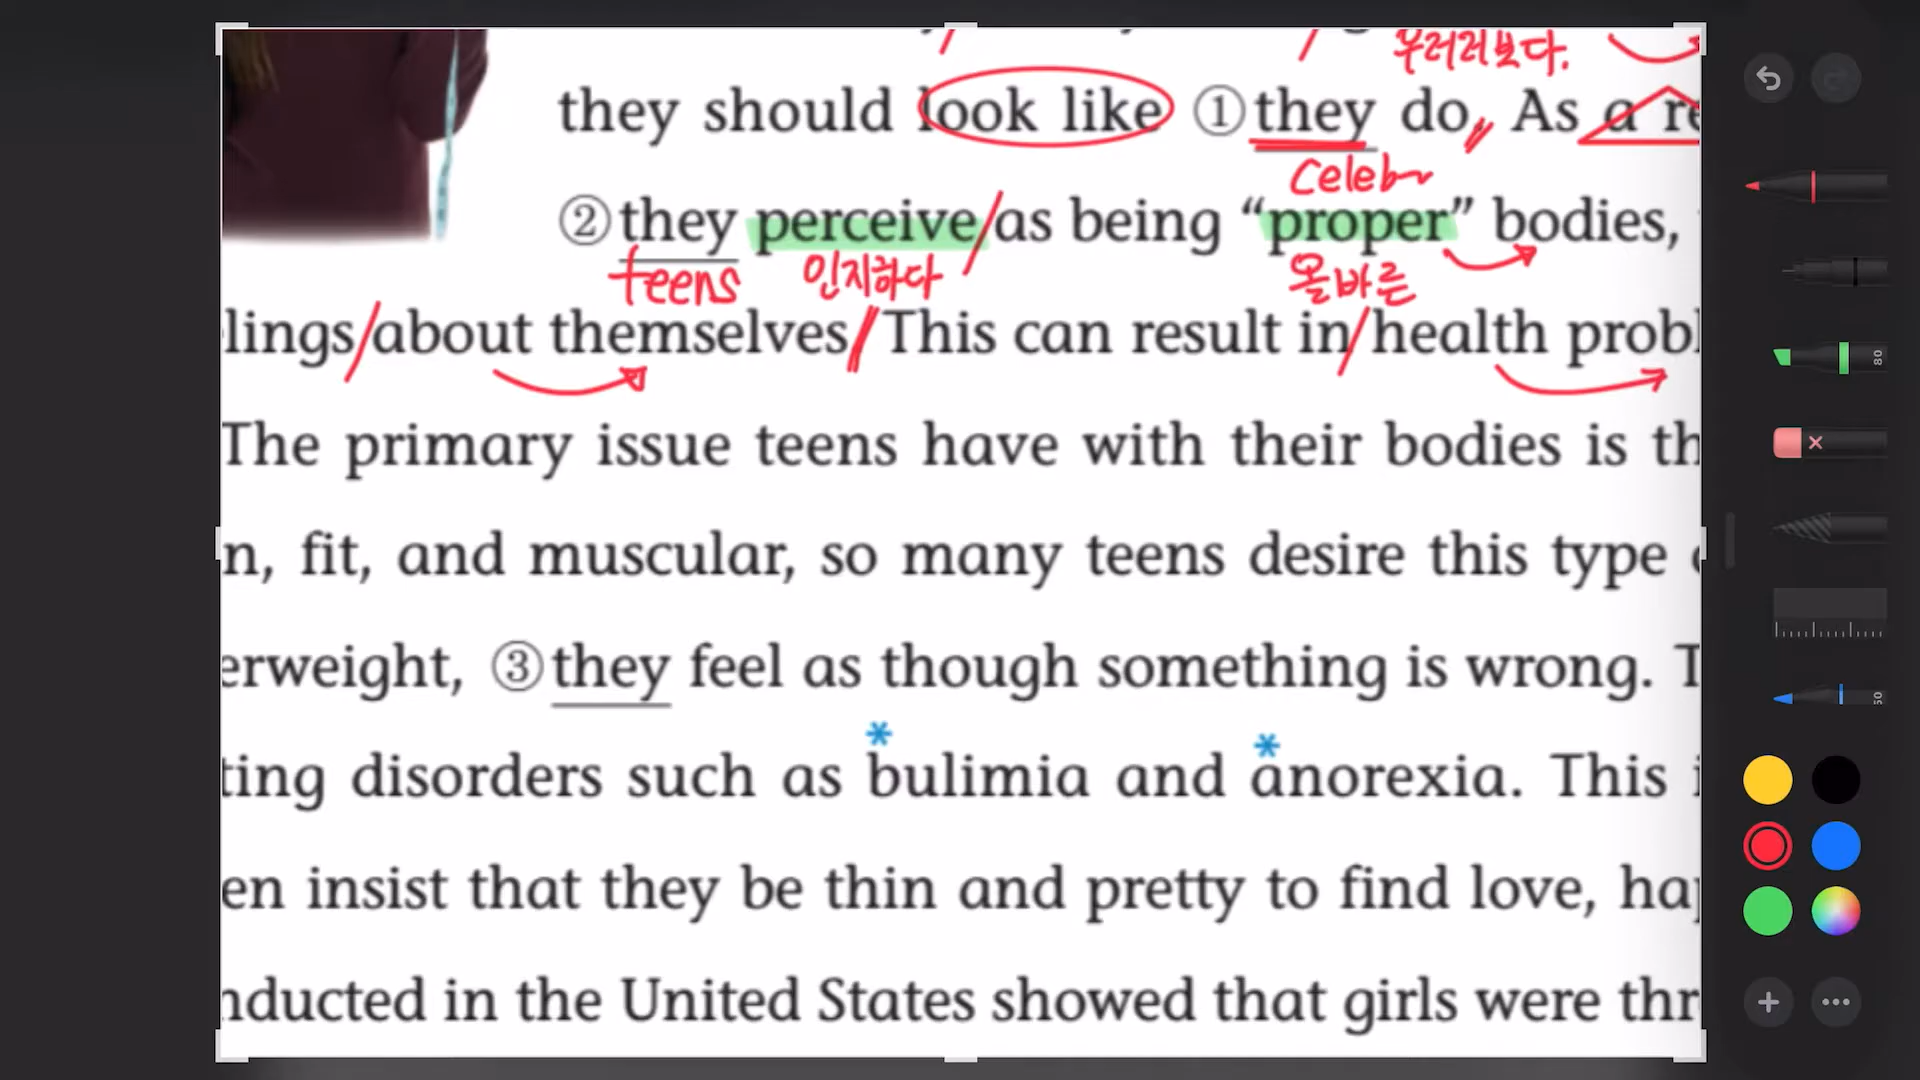 우러러보다.
they should look like ① they do. As a re
celeb
② they perceive as being “proper” bodies,
teens 인지하다 올바른
lings about themselves. This can result in health probl
The primary issue teens have with their bodies is th
n, fit, and muscular, so many teens desire this type
erweight, ③ they feel as though something is wrong. T
* *
ting disorders such as bulimia and anorexia. This i
en insist that they be thin and pretty to find love, hap
nducted in the United States showed that girls were thr
80
50